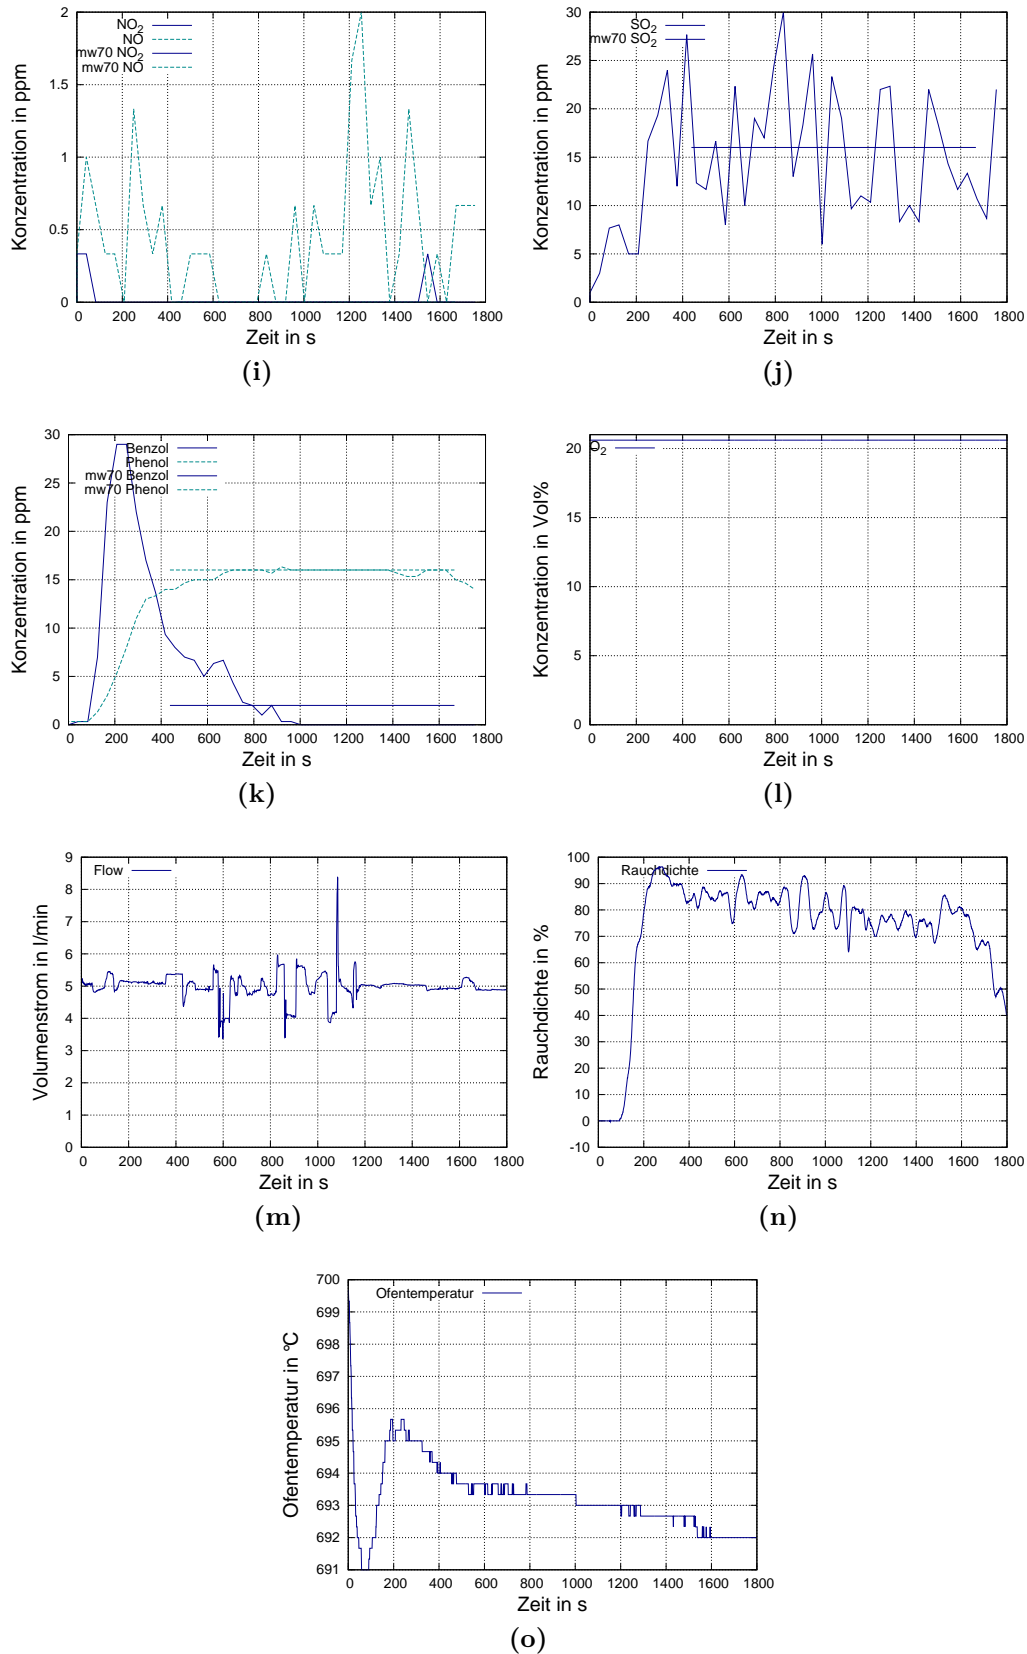 Konzentration in ppm
2
1.5
1
0.5
0
NO2
NO
mw70 NO2
mw70 NO
0 200 400 600 800 1000 1200 1400 1600 1800
Zeit in s
(i)
Konzentration in ppm
30
25
20
15
10
5
0
SO2
mw70 SO2
0 200 400 600 800 1000 1200 1400 1600 1800
Zeit in s
(j)
Konzentration in ppm
30
25
20
15
10
5
0
Benzol
Phenol
mw70 Benzol
mw70 Phenol
0 200 400 600 800 1000 1200 1400 1600 1800
Zeit in s
(k)
Konzentration in Vol%
20
15
10
5
0
O2
0 200 400 600 800 1000 1200 1400 1600 1800
Zeit in s
(l)
Volumenstrom in l/min
9
8
7
6
5
4
3
2
1
0
Flow
0 200 400 600 800 1000 1200 1400 1600 1800
Zeit in s
(m)
Rauchdichte in %
100
90
80
70
60
50
40
30
20
10
0
-10
Rauchdichte
0 200 400 600 800 1000 1200 1400 1600 1800
Zeit in s
(n)
Ofentemperatur in °C
700
699
698
697
696
695
694
693
692
691
Ofentemperatur
0 200 400 600 800 1000 1200 1400 1600 1800
Zeit in s
(o)